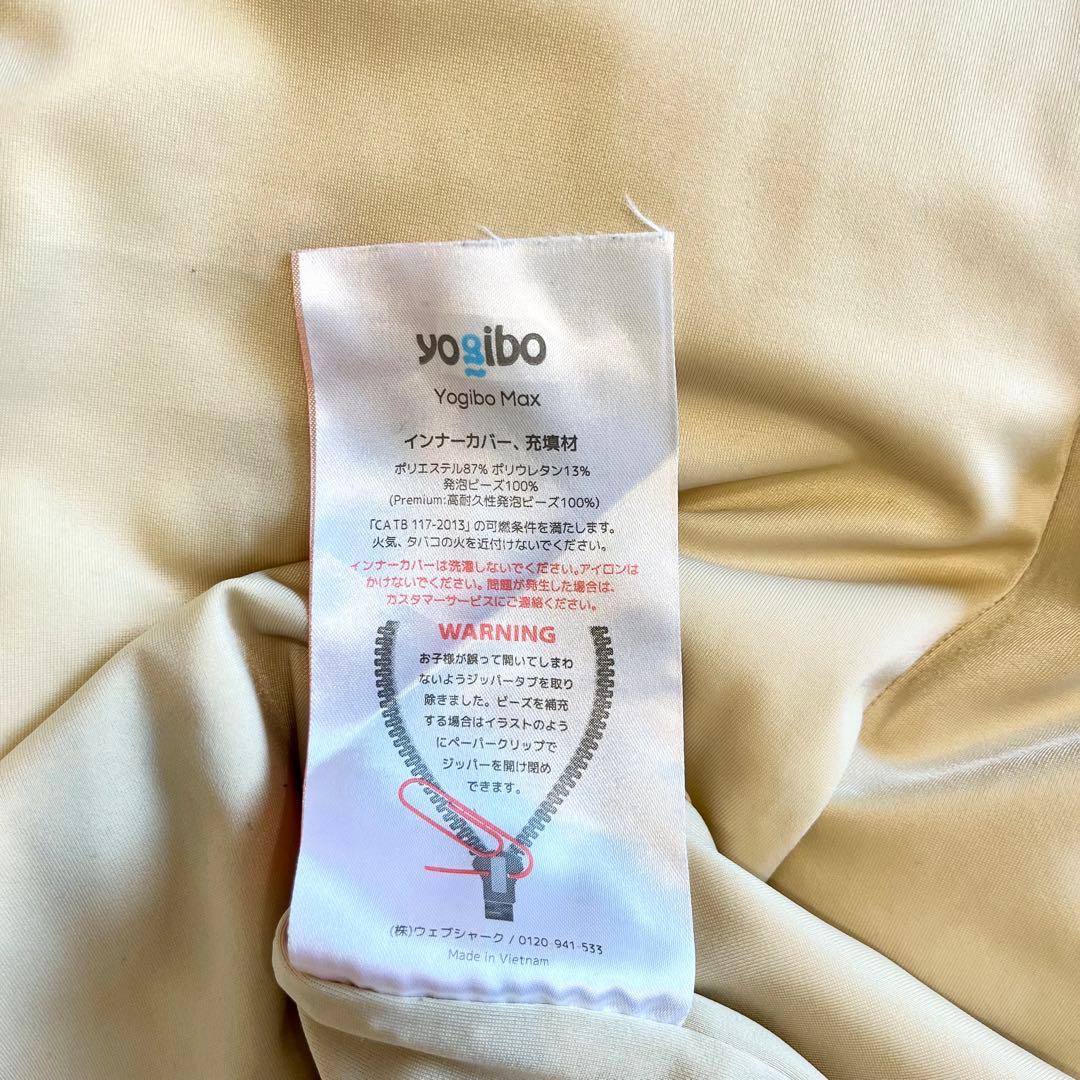 yogibo
Yogibo Max
インナーカバー、充填材
ポリエステル87% ポリウレタン13%
発泡ビーズ100%
(Premium:高耐久性発泡ビーズ100%)
「CA TB 117-2013」の可燃条件を満たします。
火気、タバコの火を近付けないでください。
インナーカバーは洗濯しないでください。アイロンは
かけないでください。問題が発生した場合は、
カスタマーサービスにご連絡ください。
WARNING
お子様が誤って開いてしまわ
ないようジッパータブを取り
除きました。ビーズを補充
する場合はイラストのよう
にペーパークリップで
ジッパーを開け閉め
できます。
(株)ウェブシャーク / 0120-941-533
Made in Vietnam